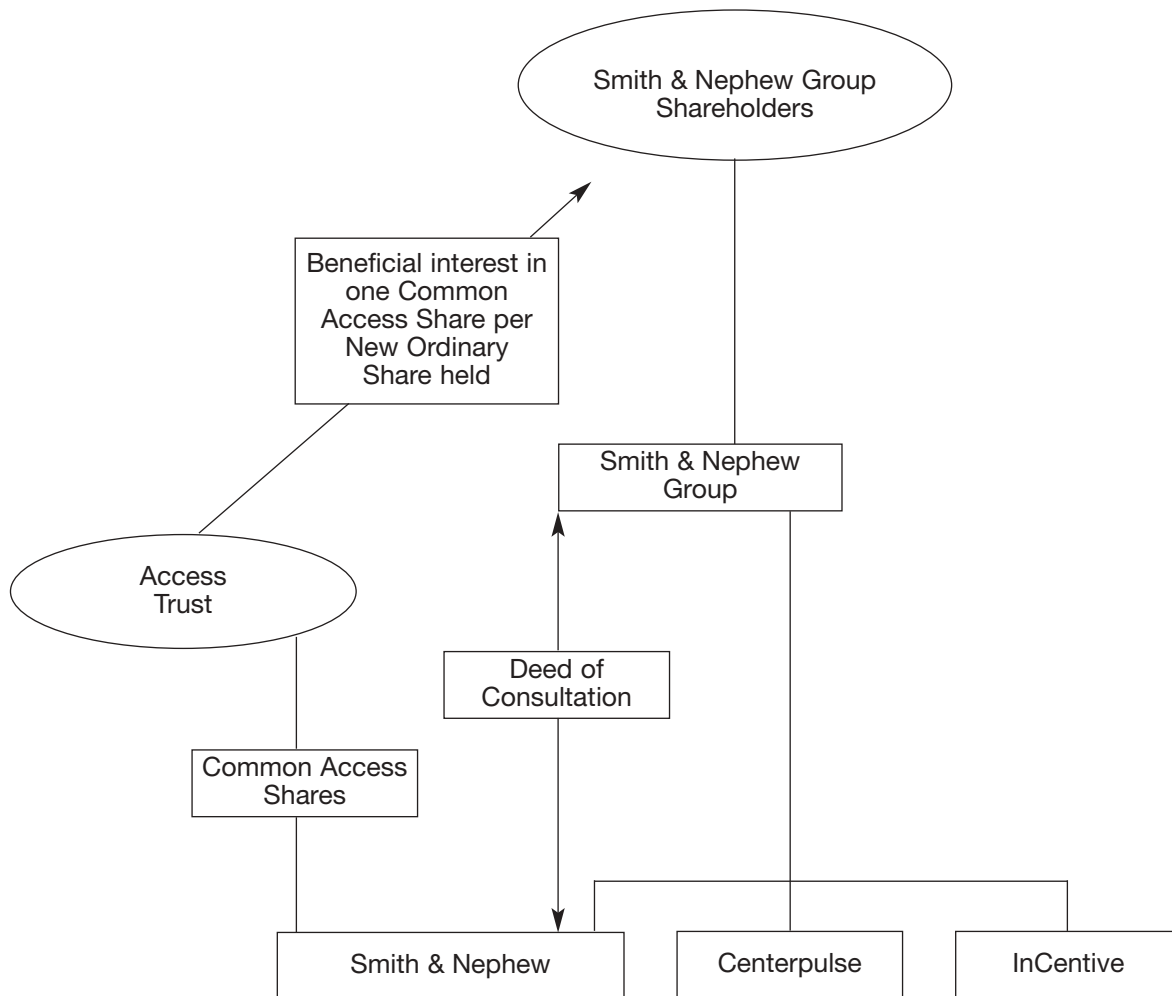 Smith & Nephew Group
Shareholders
Beneficial interest in
one Common
Access Share per
New Ordinary
Share held
Smith & Nephew
Group
Access
Trust
Deed of
Consultation
Common Access
Shares
Smith & Nephew
Centerpulse
InCentive